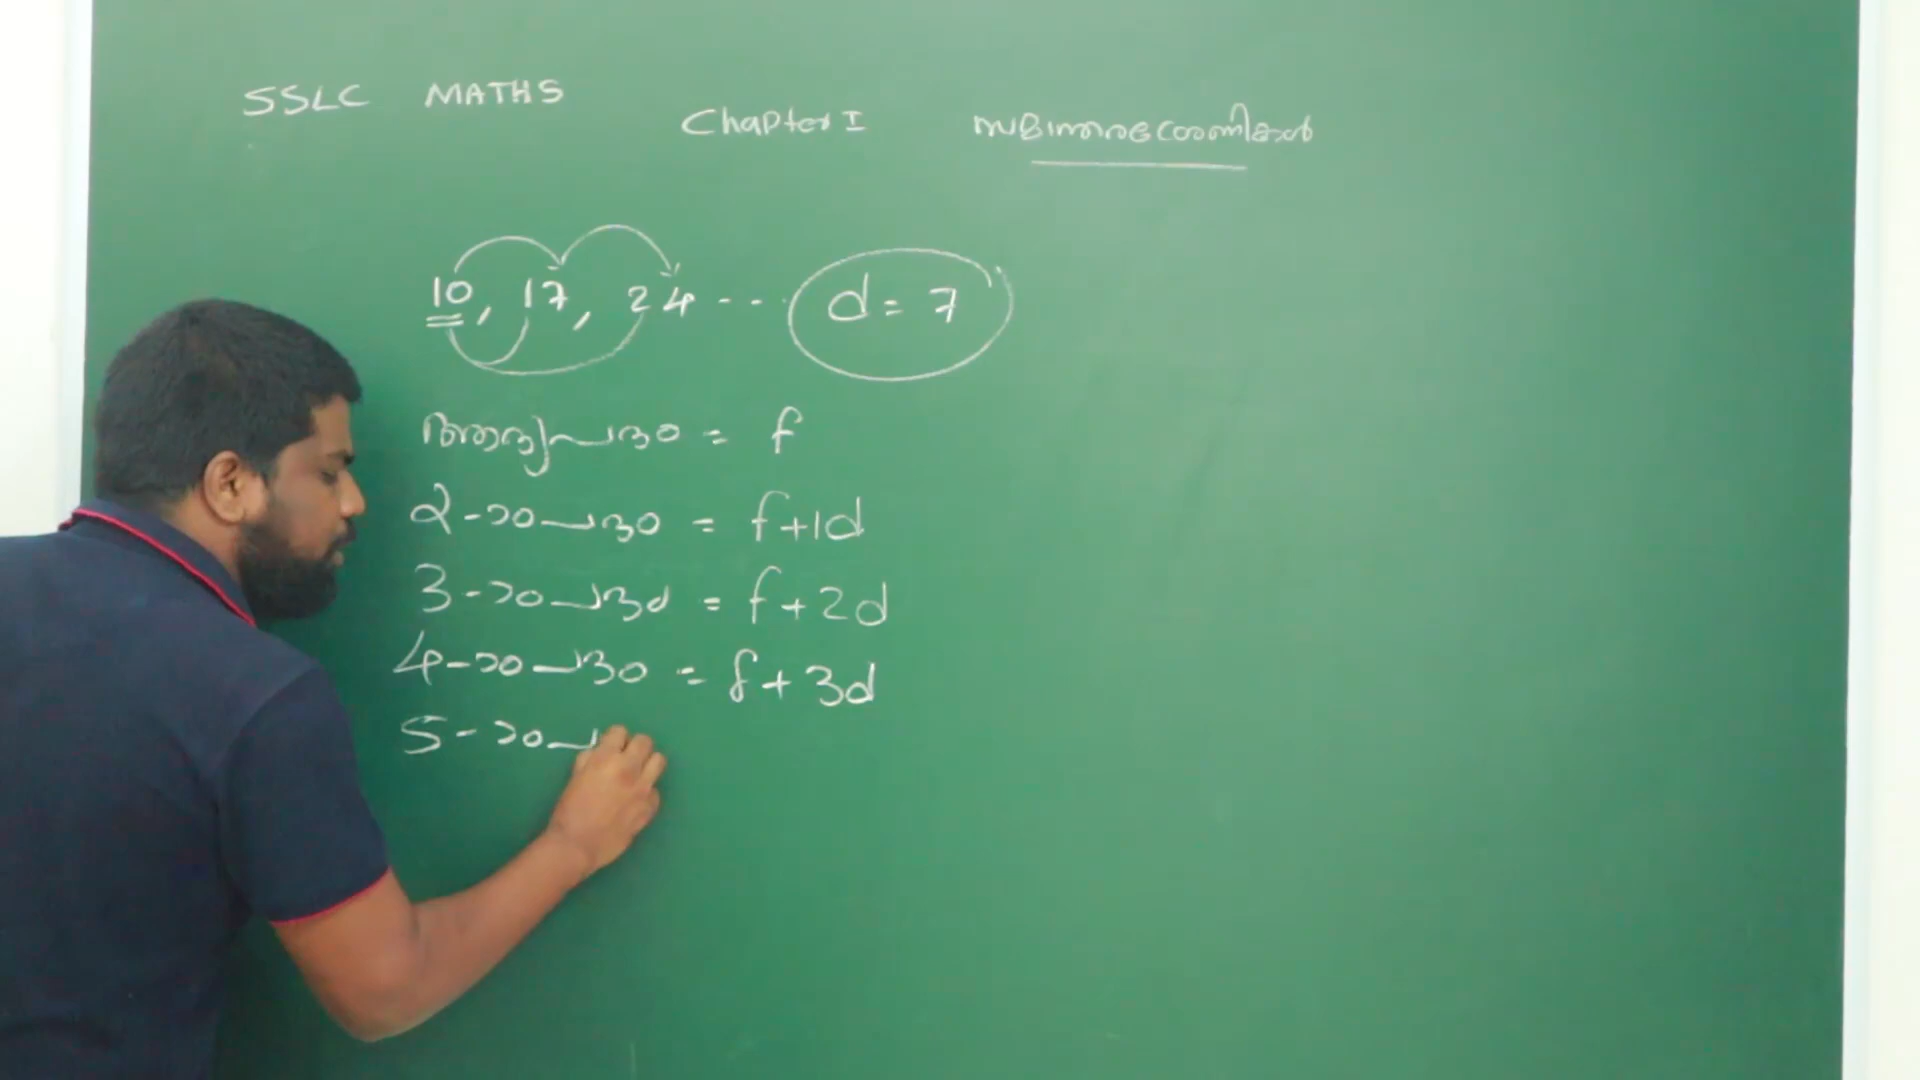 SSLC MATHS
Chapter I സമാന്തരശ്രേണികൾ
10, 17, 24 --- d = 7
ആദ്യപദം = f
2-ാം പദം = f+1d
3-ാം പദം = f+2d
4-ാം പദം = f+3d
5-ാം